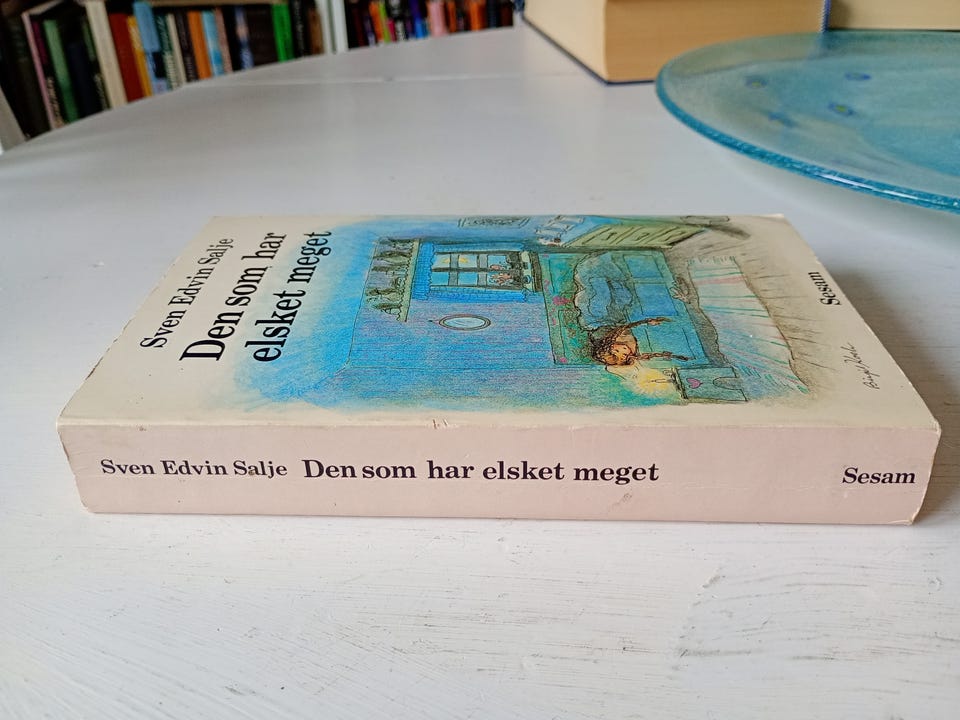 Sven Edvin Salje
Den som har
elsket meget
Sesam
Sven Edvin Salje Den som har elsket meget Sesam